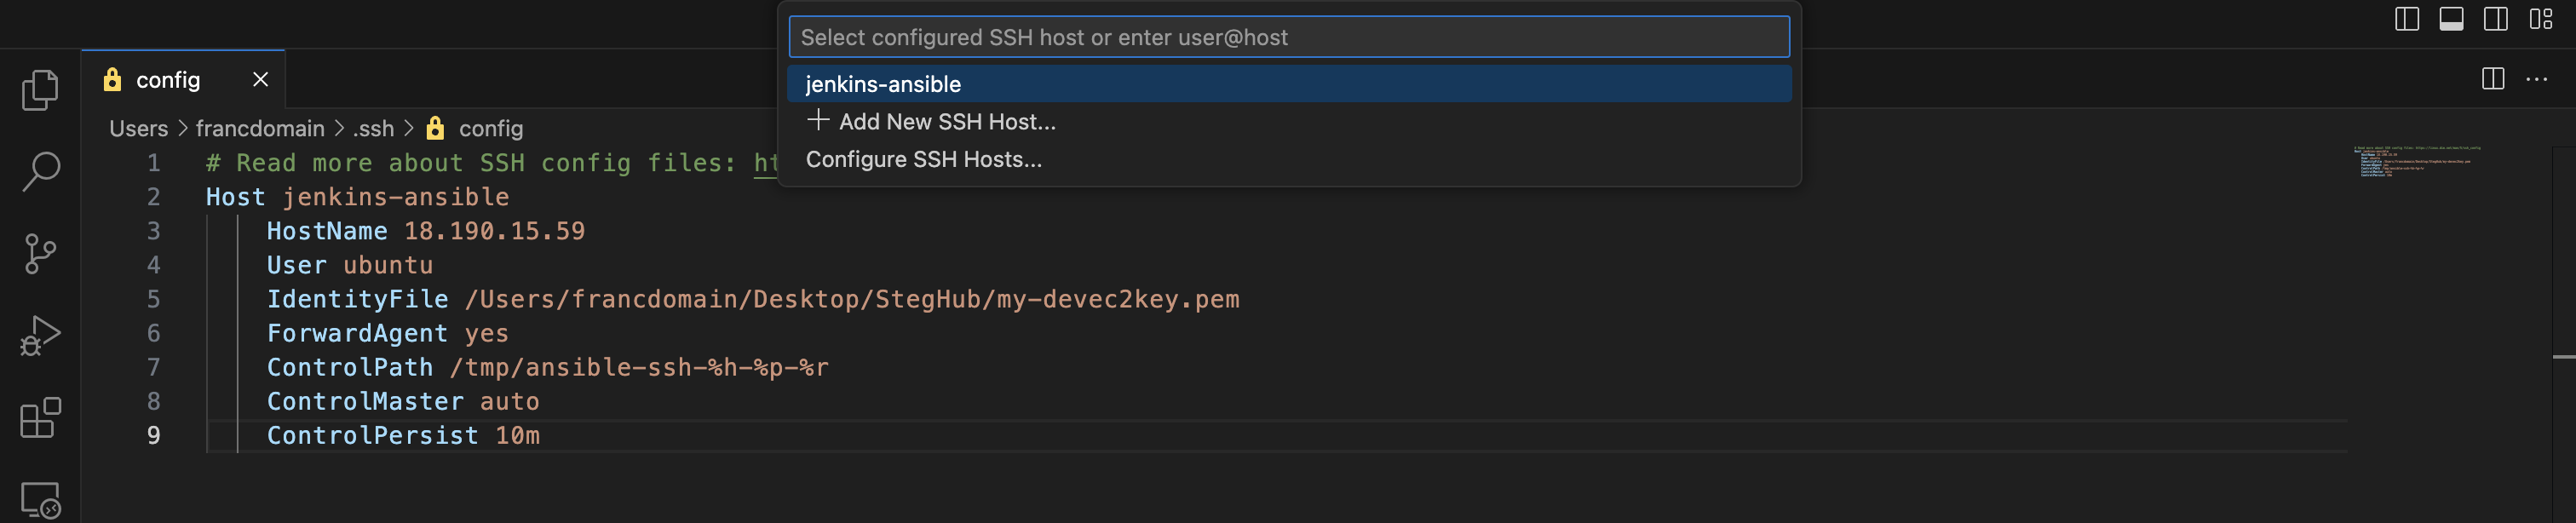 Select configured SSH host or enter user@host
jenkins-ansible
Add New SSH Host...
Configure SSH Hosts...
config
Users > francdomain > .ssh > config
1 # Read more about SSH config files: ht
2 Host jenkins-ansible
3 HostName 18.190.15.59
4 User ubuntu
5 IdentityFile /Users/francdomain/Desktop/StegHub/my-devec2key.pem
6 ForwardAgent yes
7 ControlPath /tmp/ansible-ssh-%h-%p-%r
8 ControlMaster auto
9 ControlPersist 10m